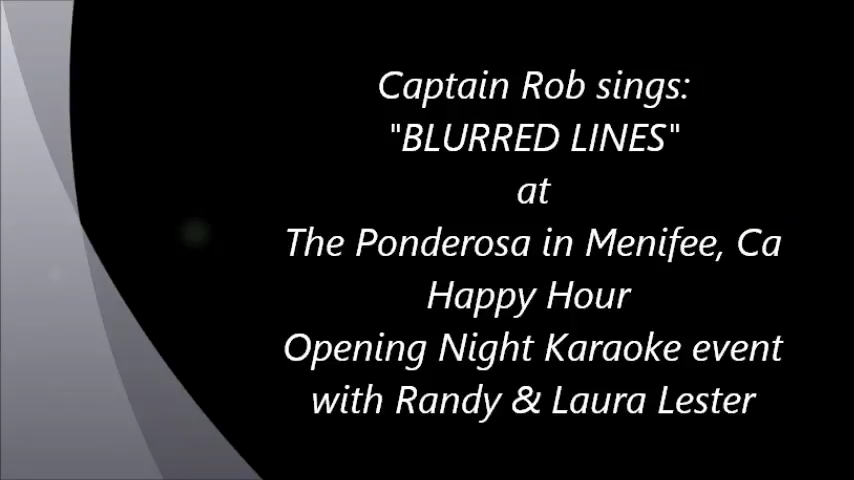 Captain Rob sings:
"BLURRED LINES"
at
The Ponderosa in Menifee, Ca
Happy Hour
Opening Night Karaoke event
with Randy & Laura Lester